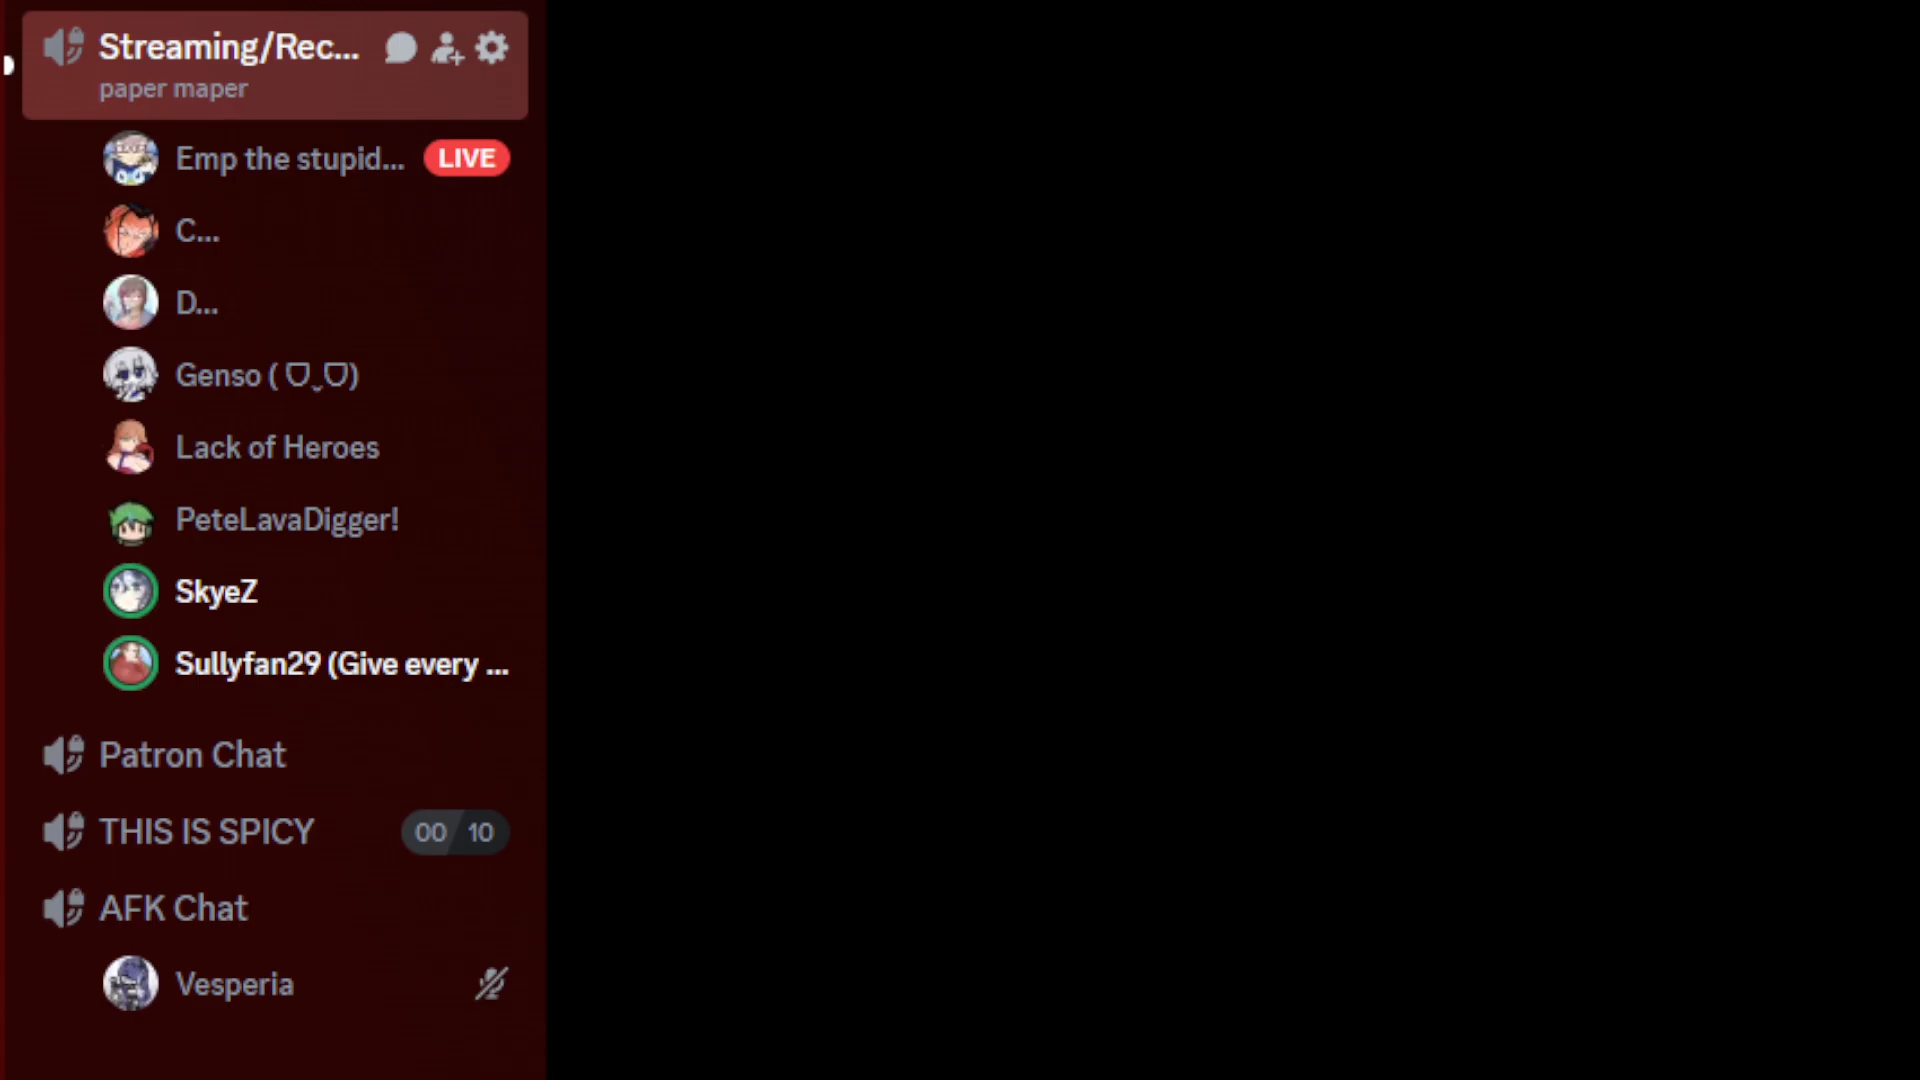 Streaming/Rec...
paper maper
Emp the stupid... LIVE
C...
D...
Genso ( ᗜˬᗜ)
Lack of Heroes
PeteLavaDigger!
SkyeZ
Sullyfan29 (Give every ...
Patron Chat
THIS IS SPICY 00 10
AFK Chat
Vesperia